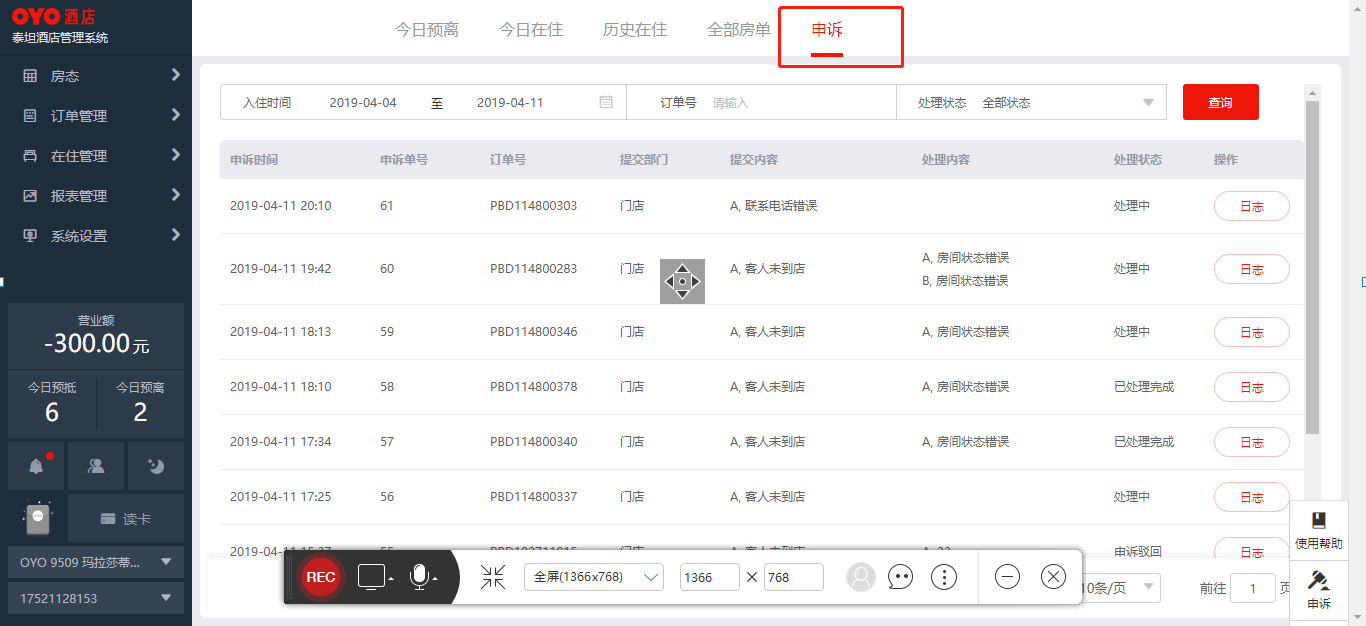 OYO 酒店
泰坦酒店管理系统
房态
订单管理
在住管理
报表管理
系统设置
营业额
-300.00元
今日预抵
6
今日预离
2
读卡
OYO 9509 玛拉莎蒂...
17521128153
今日预离 今日在住 历史在住 全部房单 申诉
入住时间 2019-04-04 至 2019-04-11 订单号 请输入 处理状态 全部状态 查询
申诉时间 申诉单号 订单号 提交部门 提交内容 处理内容 处理状态 操作
2019-04-11 20:10 61 PBD114800303 门店 A, 联系电话错误 处理中 日志
2019-04-11 19:42 60 PBD114800283 门店 A, 客人未到店 A, 房间状态错误 处理中 日志
B, 房间状态错误
2019-04-11 18:13 59 PBD114800346 门店 A, 客人未到店 A, 房间状态错误 处理中 日志
2019-04-11 18:10 58 PBD114800378 门店 A, 客人未到店 A, 房间状态错误 已处理完成 日志
2019-04-11 17:34 57 PBD114800340 门店 A, 客人未到店 A, 房间状态错误 已处理完成 日志
2019-04-11 17:25 56 PBD114800337 门店 A, 客人未到店 处理中 日志
申诉驳回 日志
REC 全屏(1366x768) 1366 X 768
10条/页 前往 1 页
使用帮助
申诉